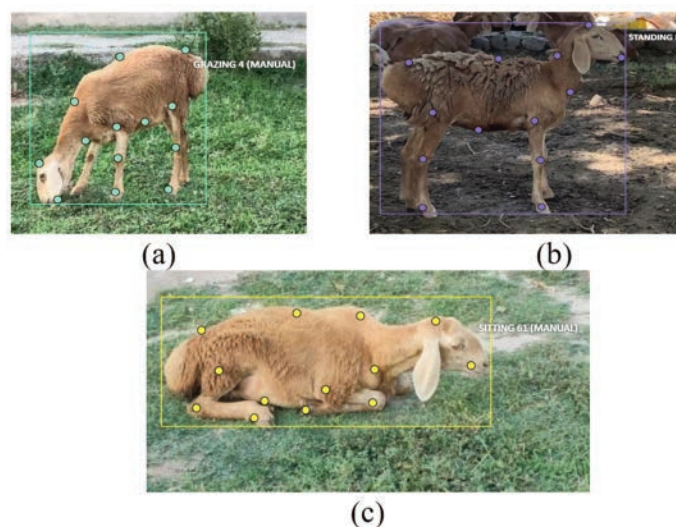 GRAZING 4 (MANUAL)
STANDING
(a)
(b)
SITTING 61 (MANUAL)
(c)